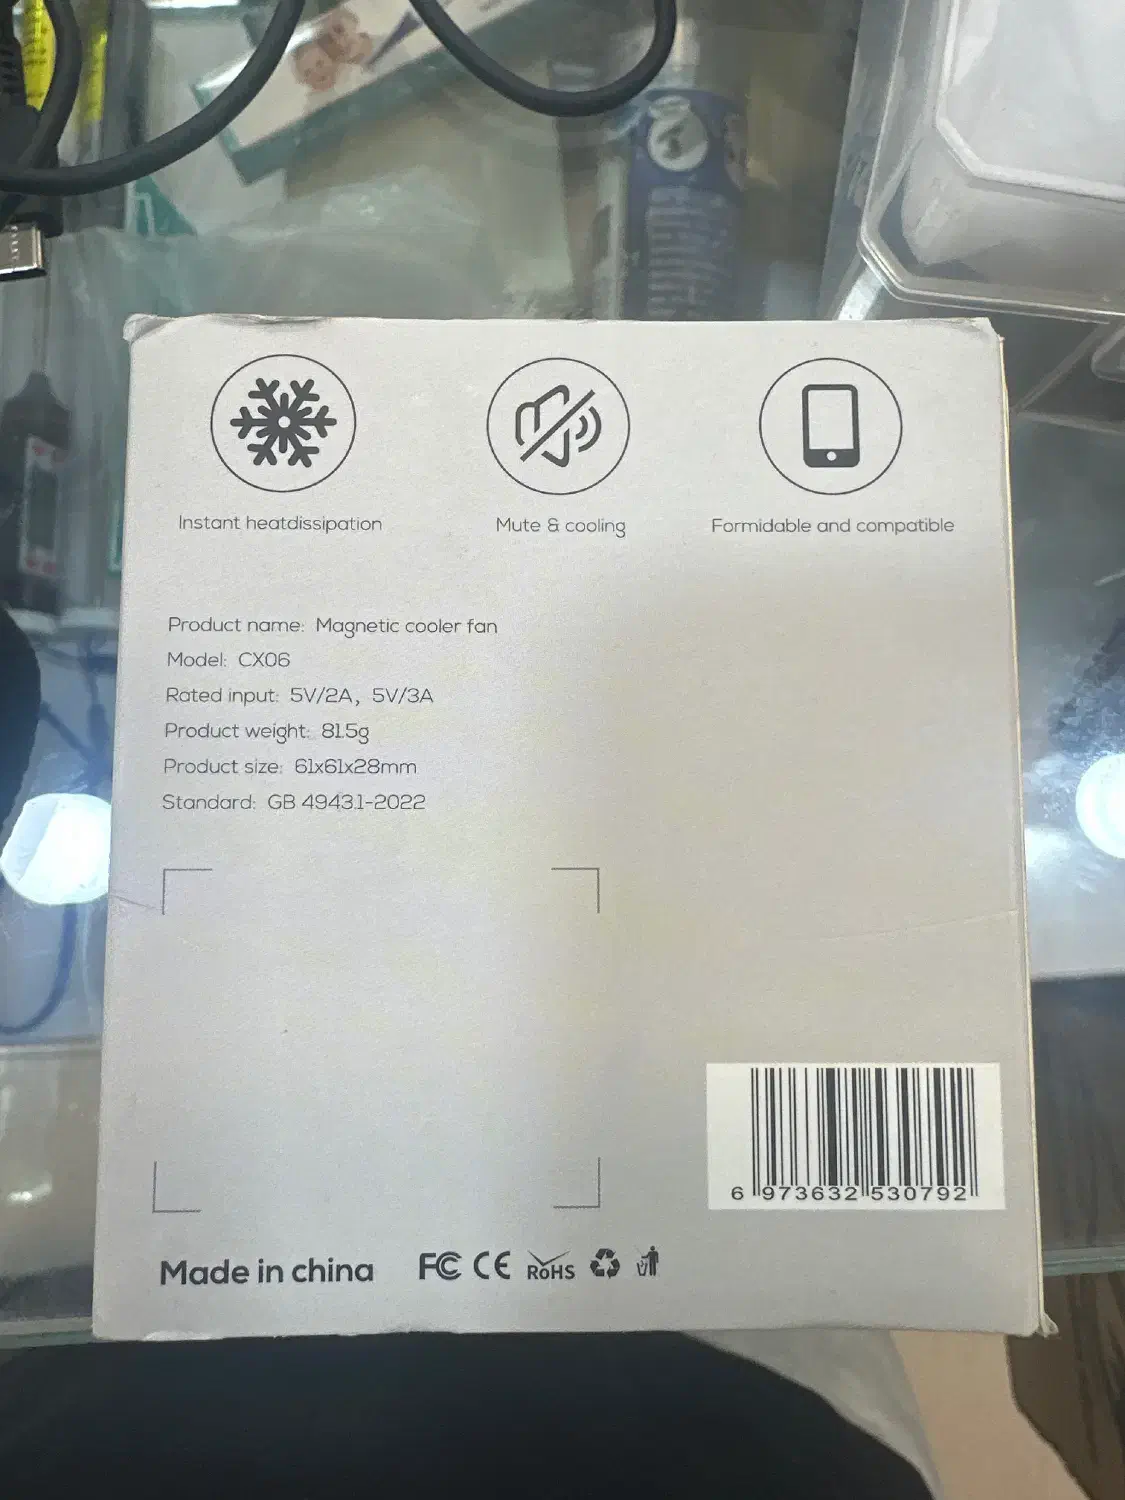 Instant heatdissipation
Mute & cooling
Formidable and compatible
Product name: Magnetic cooler fan
Model: CX06
Rated input: 5V/2A, 5V/3A
Product weight: 81.5g
Product size: 61x61x28mm
Standard: GB 4943.1-2022
6 973632 530792
Made in china FC CE RoHS